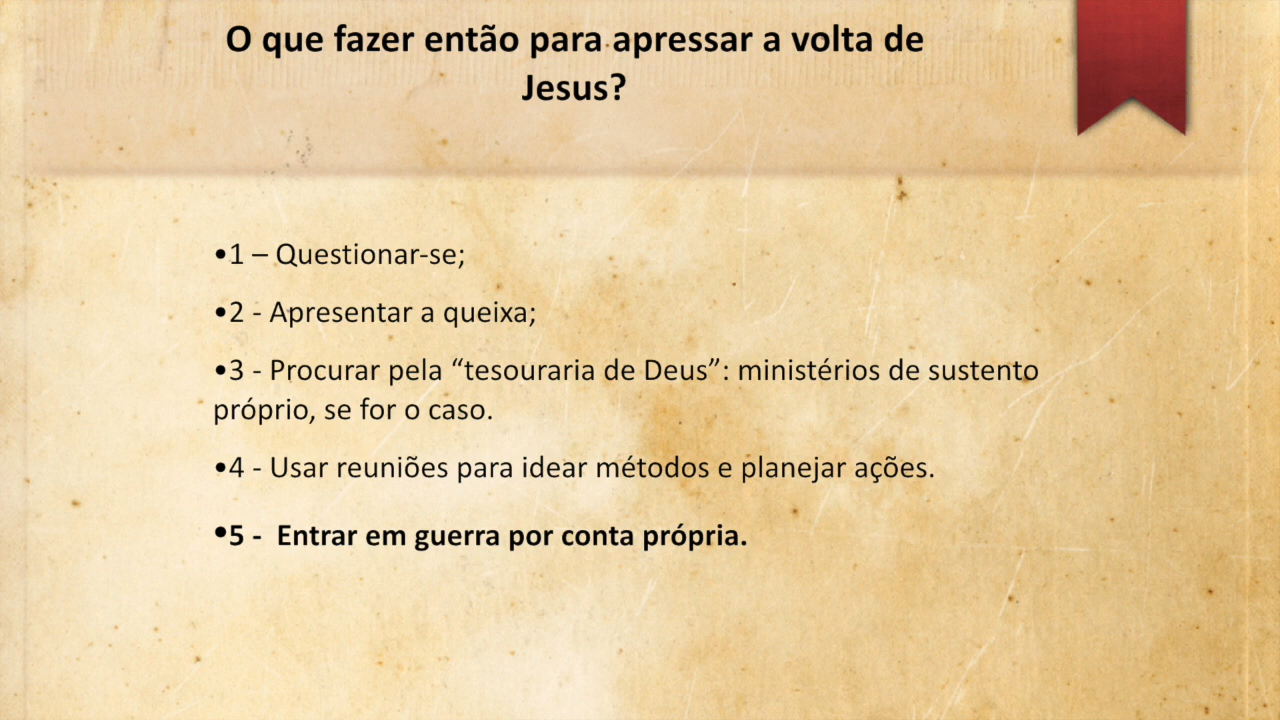 O que fazer então para apressar a volta de
Jesus?
•1 – Questionar-se;
•2 - Apresentar a queixa;
•3 - Procurar pela “tesouraria de Deus”: ministérios de sustento
próprio, se for o caso.
•4 - Usar reuniões para idear métodos e planejar ações.
•5 -  Entrar em guerra por conta própria.